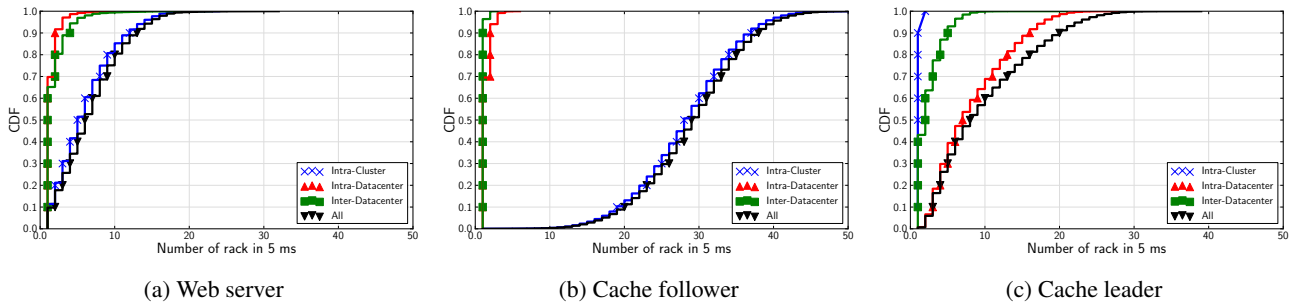 1.0
0.9
0.8
0.7
0.6
0.5
0.4
0.3
0.2
0.1
0.0
CDF
0.0 10 20 30 40 50
Number of rack in 5 ms
Intra-Cluster
Intra-Datacenter
Inter-Datacenter
All
(a) Web server
1.0
0.9
0.8
0.7
0.6
0.5
0.4
0.3
0.2
0.1
0.0
CDF
0 10 20 30 40 50
Number of rack in 5 ms
Intra-Cluster
Intra-Datacenter
Inter-Datacenter
All
(b) Cache follower
1.0
0.9
0.8
0.7
0.6
0.5
0.4
0.3
0.2
0.1
0.0
CDF
0 10 20 30 40 50
Number of rack in 5 ms
Intra-Cluster
Intra-Datacenter
Inter-Datacenter
All
(c) Cache leader